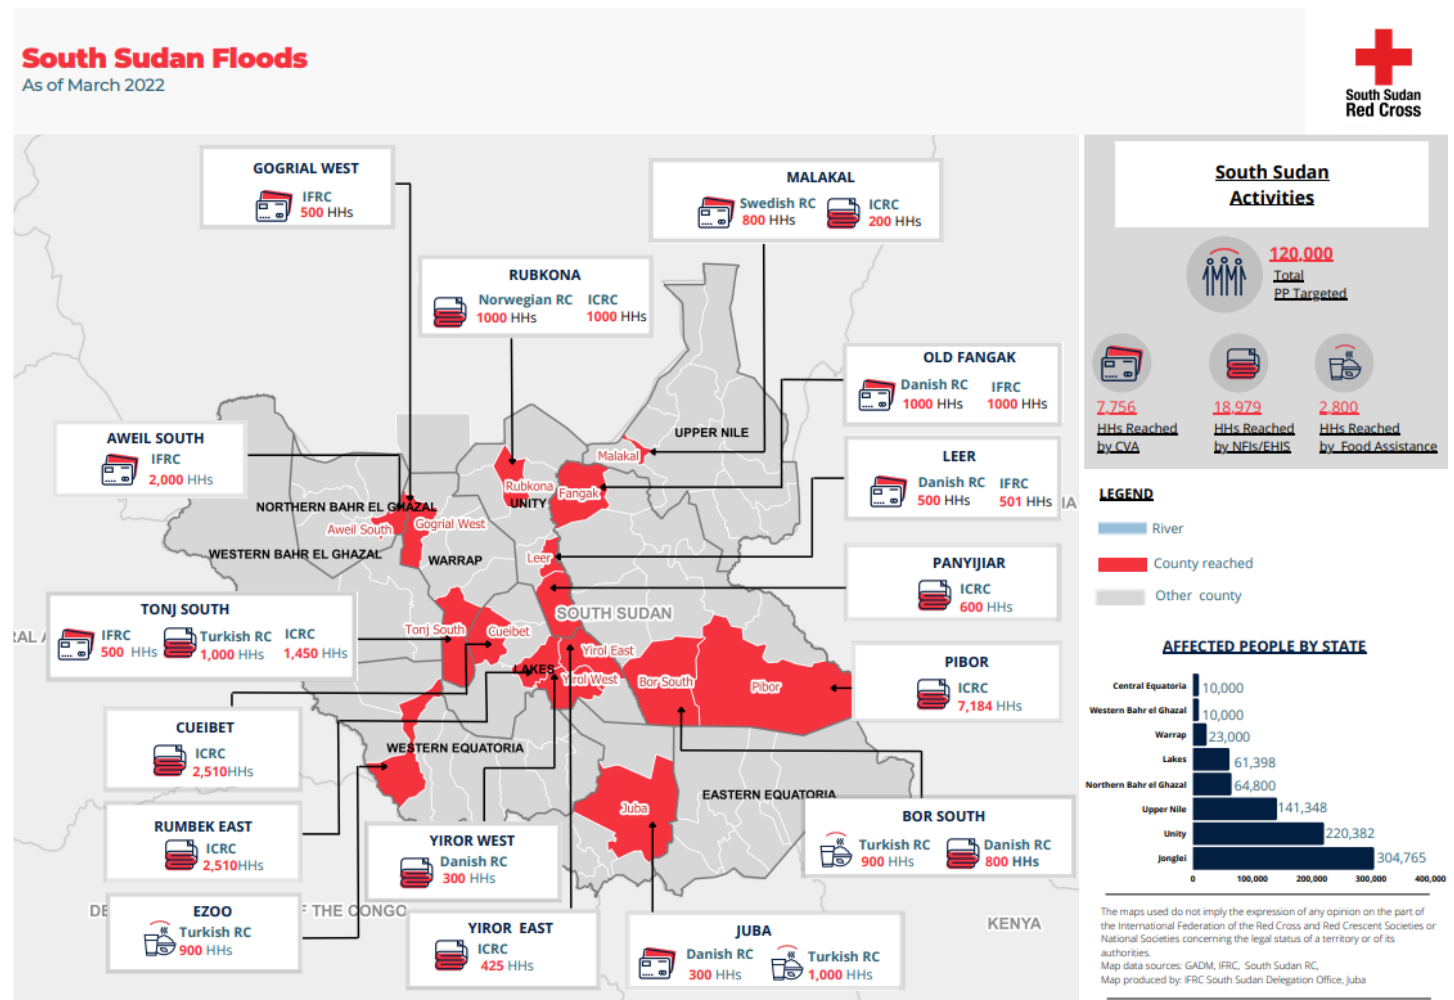 South Sudan Floods
As of March 2022
South Sudan
Red Cross
GOGRIAL WEST
IFRC
500 HHs
MALAKAL
Swedish RC
800 HHs
ICRC
200 HHs
RUBKONA
Norwegian RC
1000 HHs
ICRC
1000 HHs
OLD FANGAK
Danish RC
1000 HHs
IFRC
1000 HHs
AWEIL SOUTH
IFRC
2,000 HHs
LEER
Danish RC
500 HHs
IFRC
501 HHs
PANYIJIAR
ICRC
600 HHs
TONJ SOUTH
IFRC
500 HHs
Turkish RC
1,000 HHs
ICRC
1,450 HHs
PIBOR
ICRC
7,184 HHs
CUEIBET
ICRC
2,510HHs
RUMBEK EAST
ICRC
2,510HHs
YIROR WEST
Danish RC
300 HHs
BOR SOUTH
Turkish RC
900 HHs
Danish RC
800 HHs
EZOO
Turkish RC
900 HHs
YIROR EAST
ICRC
425 HHs
JUBA
Danish RC
300 HHs
Turkish RC
1,000 HHs
UPPER NILE
Malakal
Rubkona
UNITY
Fangak
NORTHERN BAHR EL GHAZAL
Aweil South
Gogrial West
WESTERN BAHR EL GHAZAL
WARRAP
Leer
SOUTH SUDAN
Tonj South
Cueibet
LAKES
Yirol East
Yirol West
Bor South
Pibor
WESTERN EQUATORIA
EASTERN EQUATORIA
Juba
RAL A
IA
DE
F THE CONGO
KENYA
South Sudan
Activities
120,000
Total
PP Targeted
7,756
HHs Reached
by CVA
18,979
HHs Reached
by NFIs/EHIS
2,800
HHs Reached
by Food Assistance
LEGEND
River
County reached
Other county
AFFECTED PEOPLE BY STATE
Central Equatoria 10,000
Western Bahr el Ghazal 10,000
Warrap 23,000
Lakes 61,398
Northern Bahr el Ghazal 64,800
Upper Nile 141,348
Unity 220,382
Jonglei 304,765
0 100,000 200,000 300,000 400,000
The maps used do not imply the expression of any opinion on the part of
the International Federation of the Red Cross and Red Crescent Societies or
National Societies concerning the legal status of a territory or of its
authorities.
Map data sources: GADM, IFRC, South Sudan RC,
Map produced by: IFRC South Sudan Delegation Office, Juba